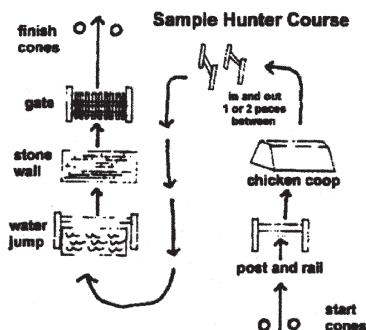 Sample Hunter Course
finish
cones
gate
in and out
1 or 2 paces
between
stone
wall
chicken coop
water
jump
post and rail
start
cones